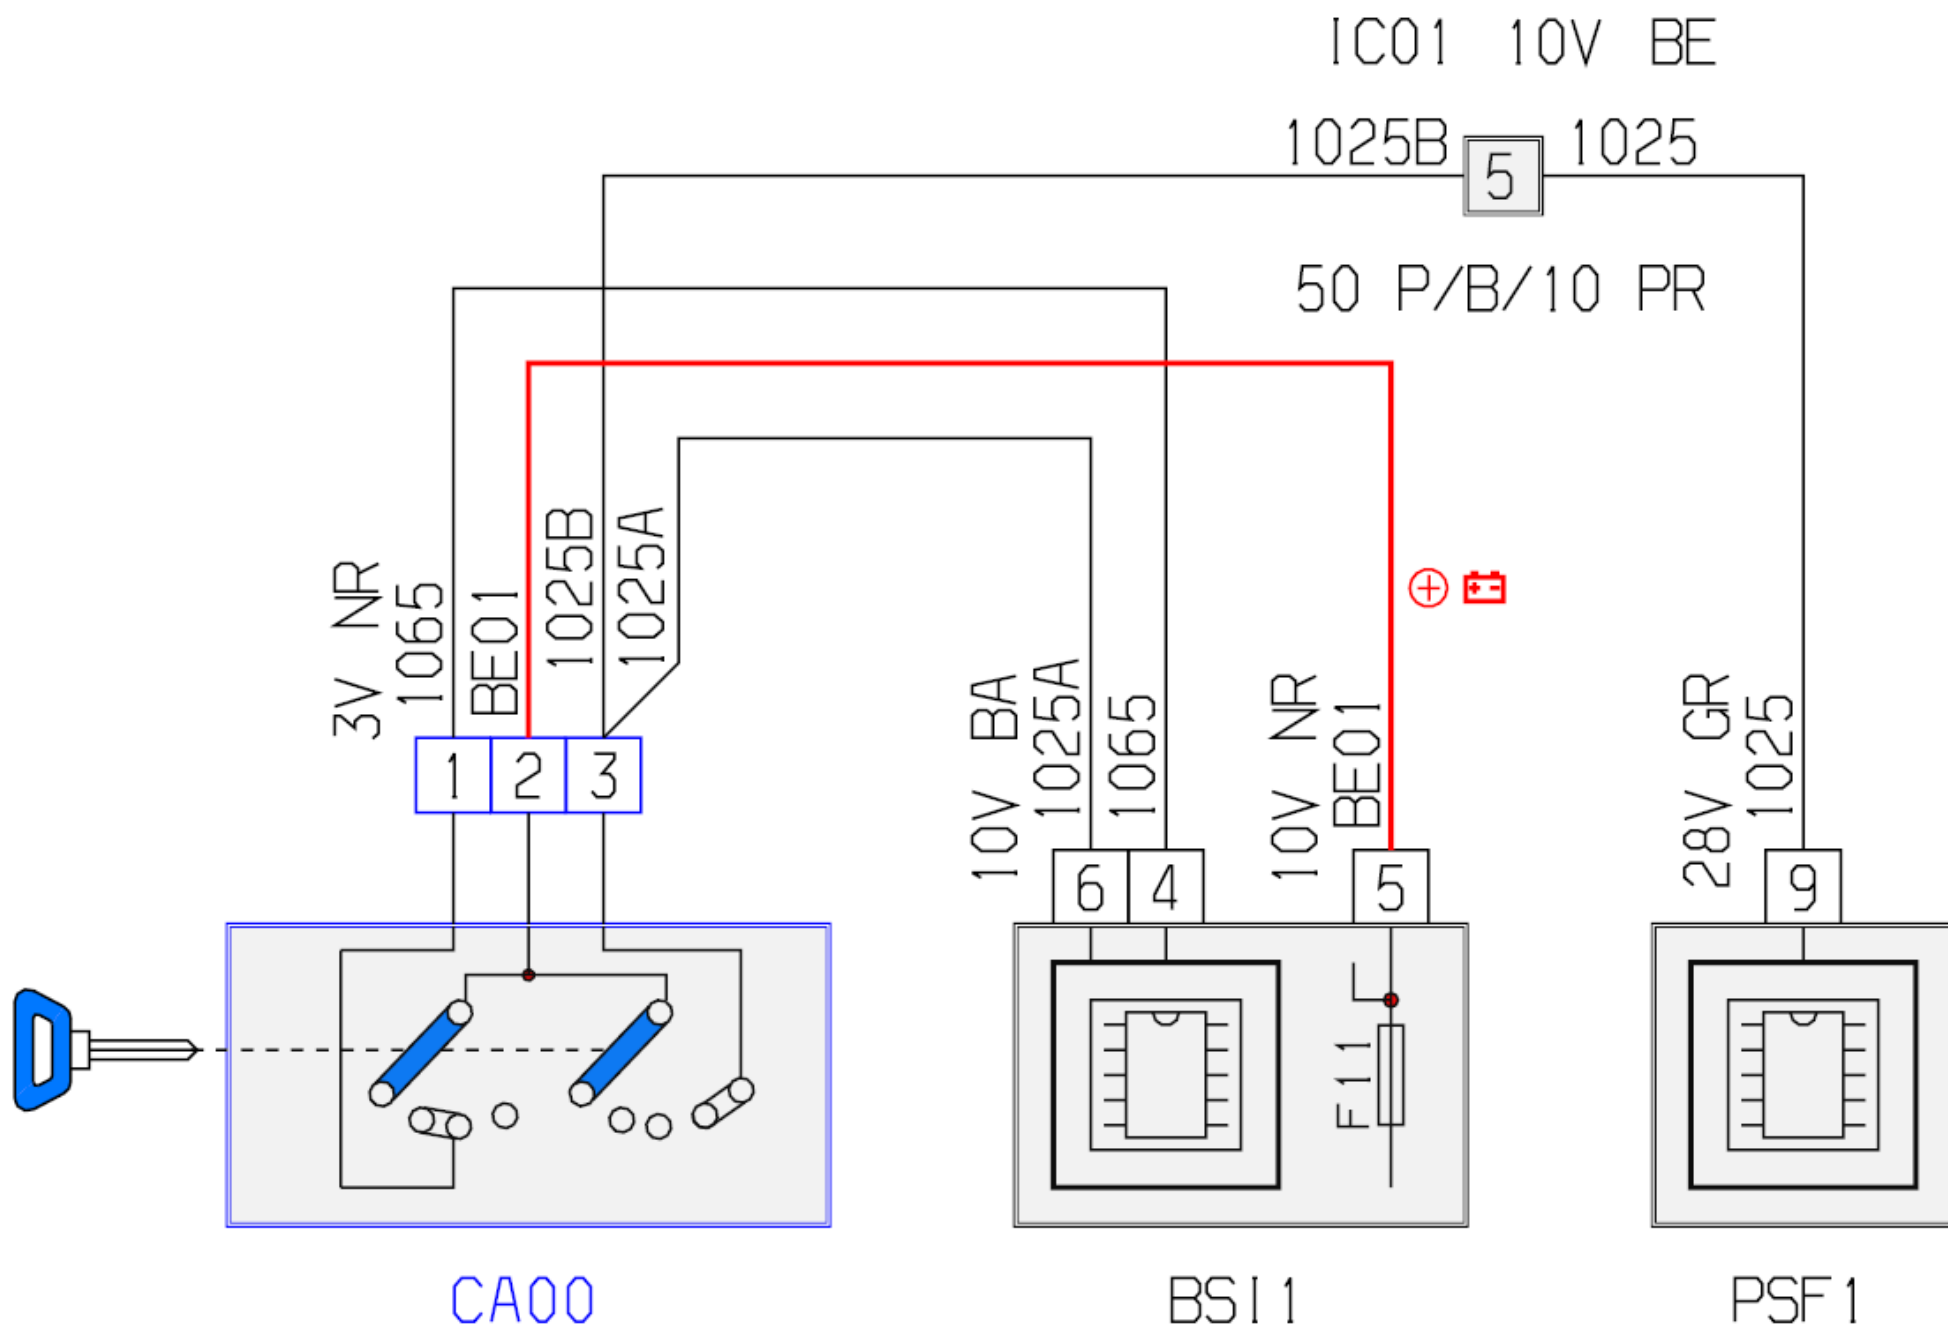 IC01 10V BE
1025B 5 1025
50 P/B/10 PR
3V NR
1065
BE01
1025B
1025A
10V BA
1025A
1065
10V NR
BE01
28V GR
1025
1 2 3
6 4 5 9
F11
CA00 BSI1 PSF1